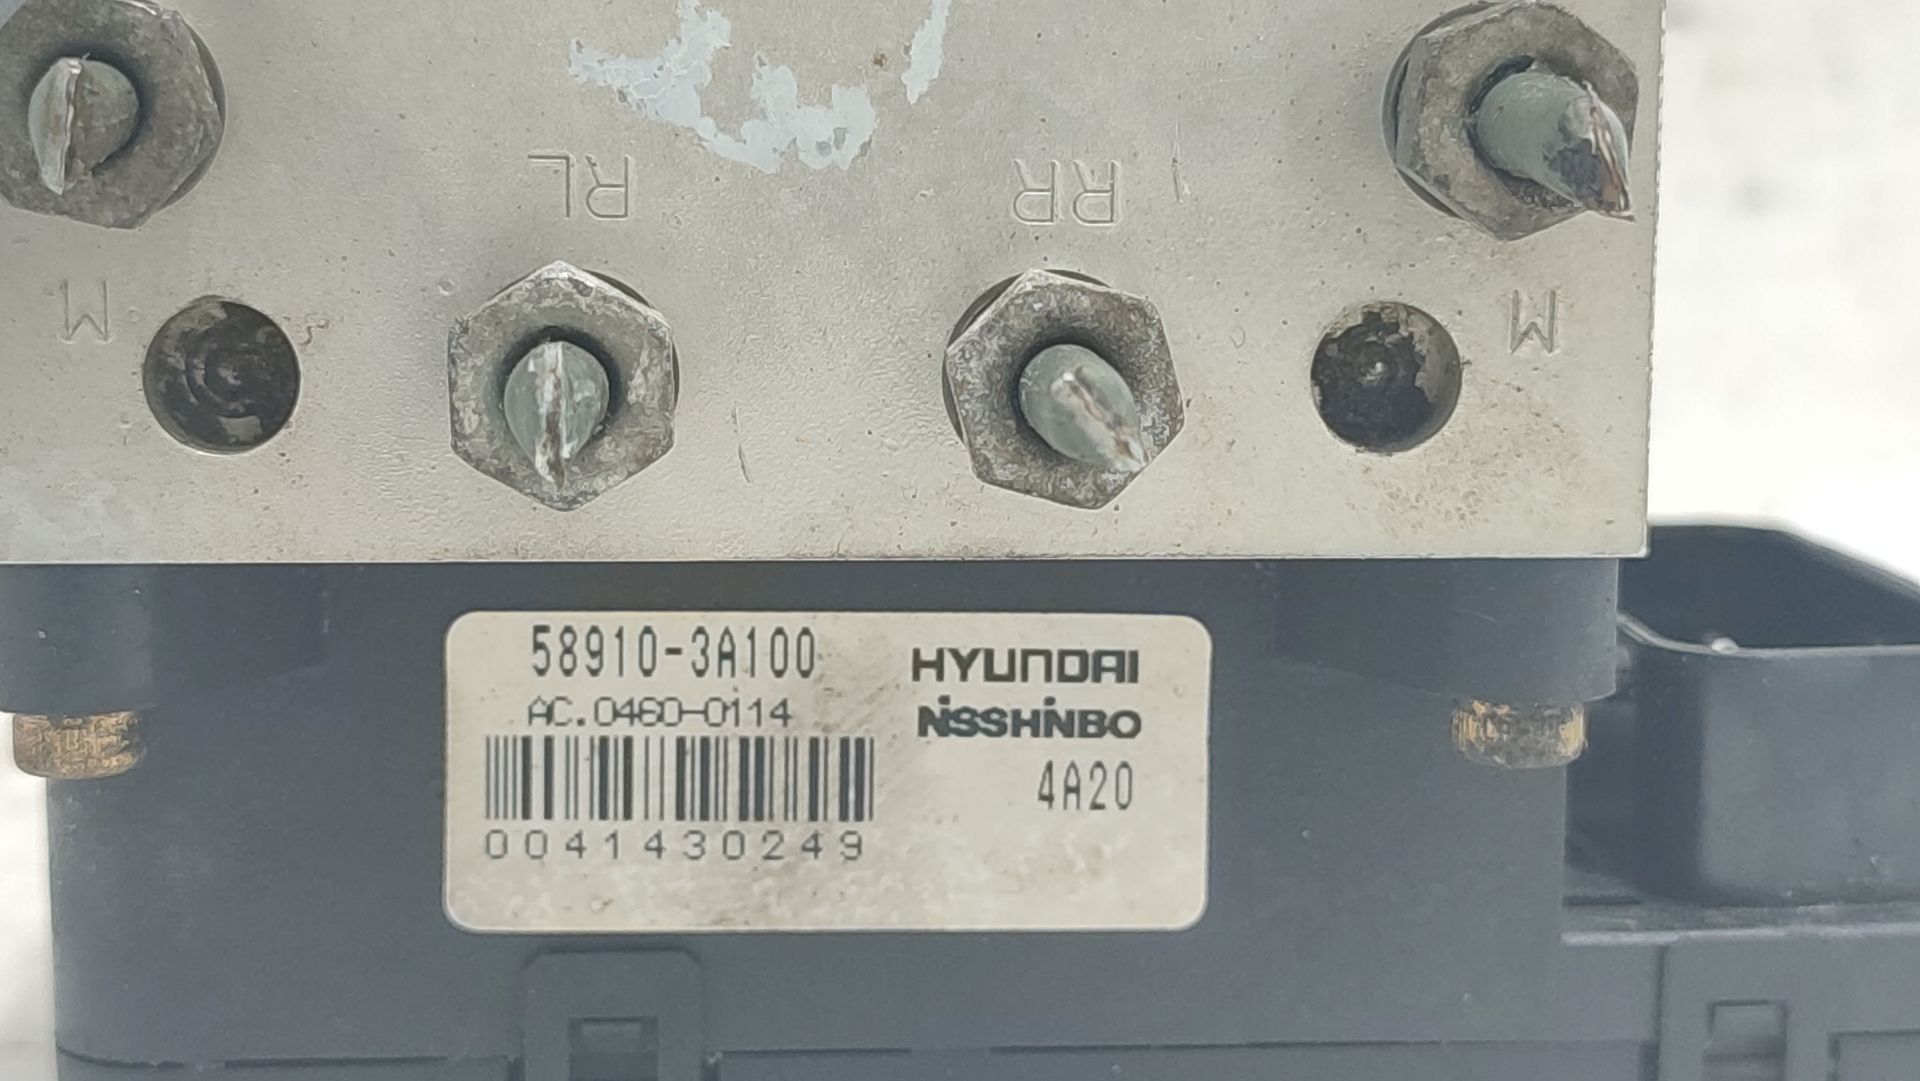 RL
RR
M
M
58910-3A100
AC.0460-0114
0041430249
HYUNDAI
NISSHINBO
4A20